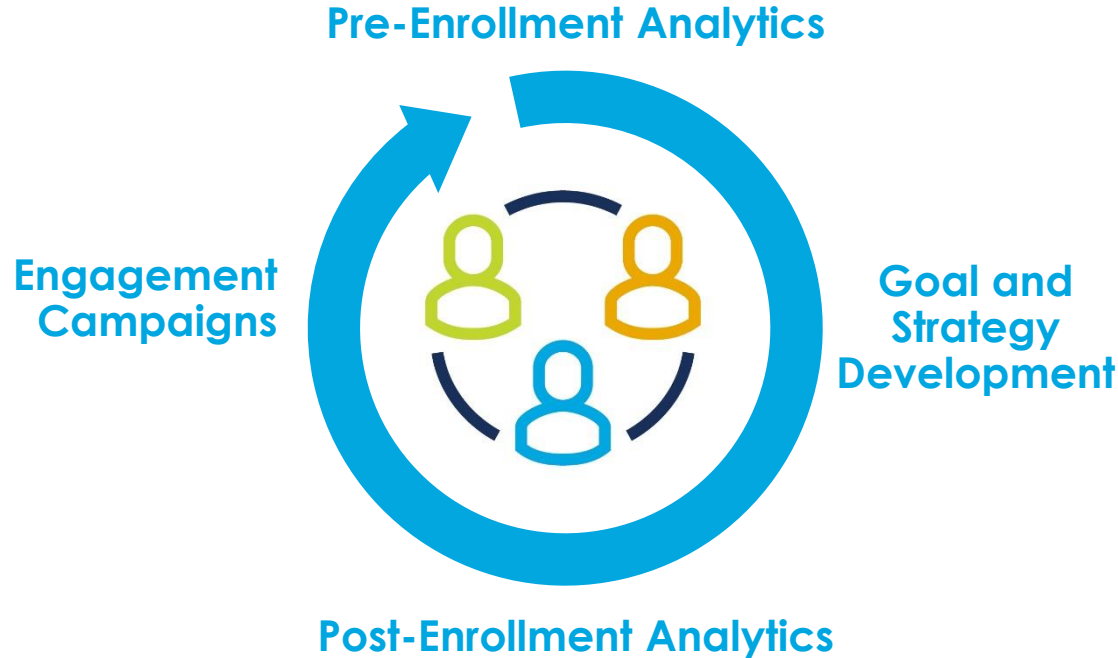 Pre-Enrollment Analytics
Engagement
Campaigns
Goal and
Strategy
Development
Post-Enrollment Analytics